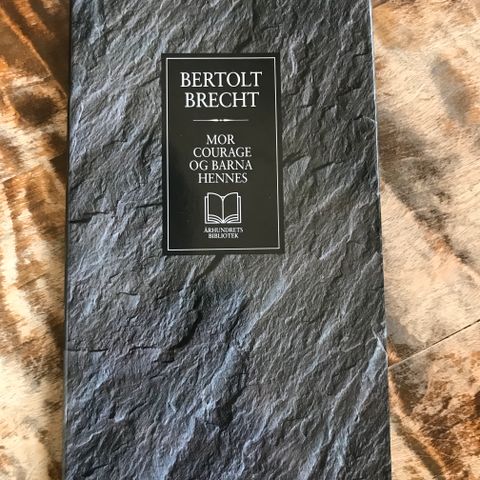 BERTOLT
BRECHT
MOR
COURAGE
OG BARNA
HENNES
ÅRHUNDRETS
BIBLIOTEK